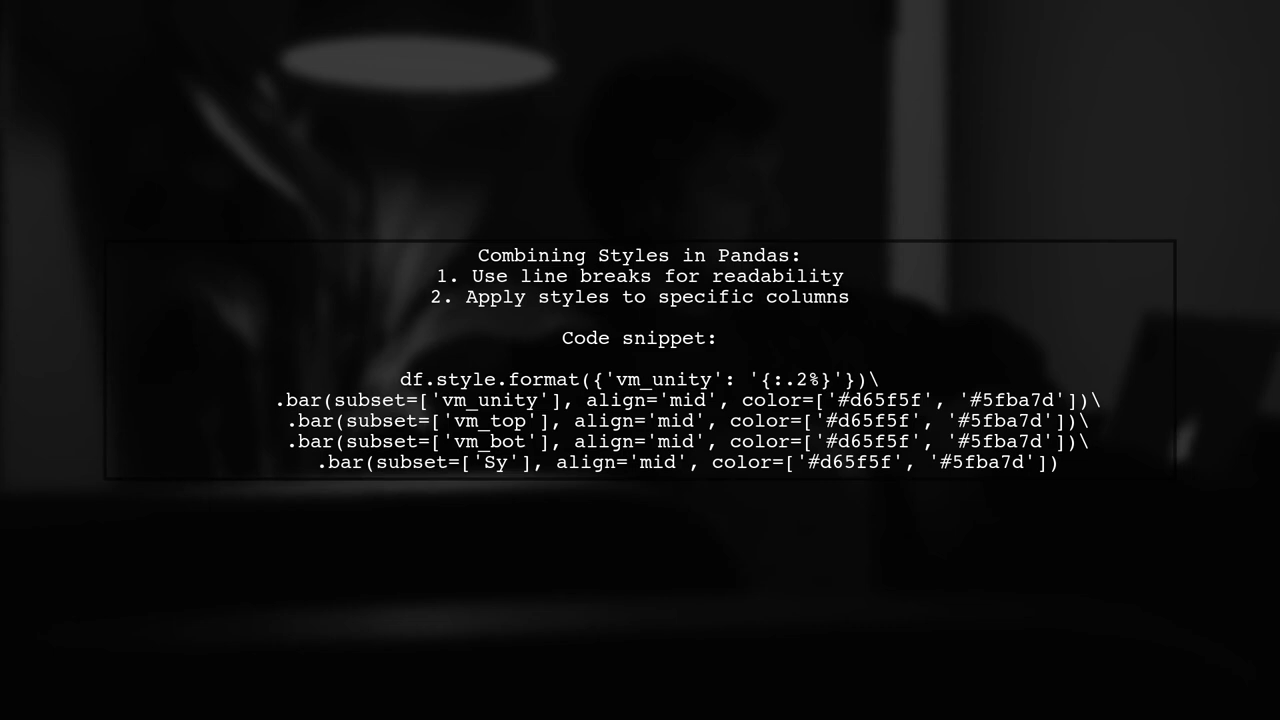 Combining Styles in Pandas:
1. Use line breaks for readability
2. Apply styles to specific columns
Code snippet:
df.style.format({'vm_unity': '{:.2%}'})\
.bar(subset=['vm_unity'], align='mid', color=['#d65f5f', '#5fba7d'])\
.bar(subset=['vm_top'], align='mid', color=['#d65f5f', '#5fba7d'])\
.bar(subset=['vm_bot'], align='mid', color=['#d65f5f', '#5fba7d'])\
.bar(subset=['Sy'], align='mid', color=['#d65f5f', '#5fba7d'])